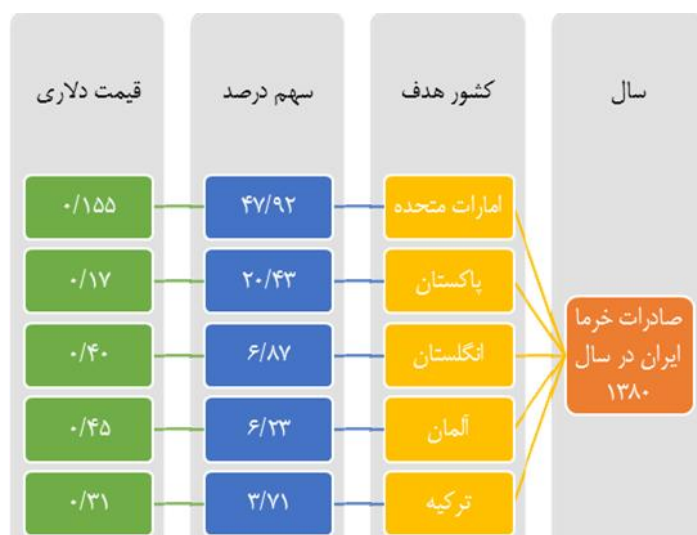 سال
کشور هدف
سهم درصد
قیمت دلاری
صادرات خرما
ایران در سال
۱۳۸۰
امارات متحده
۴۷/۹۲
۰/۱۵۵
پاکستان
۲۰/۴۳
۰/۱۷
انگلستان
۶/۸۷
۰/۴۰
آلمان
۶/۲۳
۰/۴۵
ترکیه
۳/۷۱
۰/۳۱